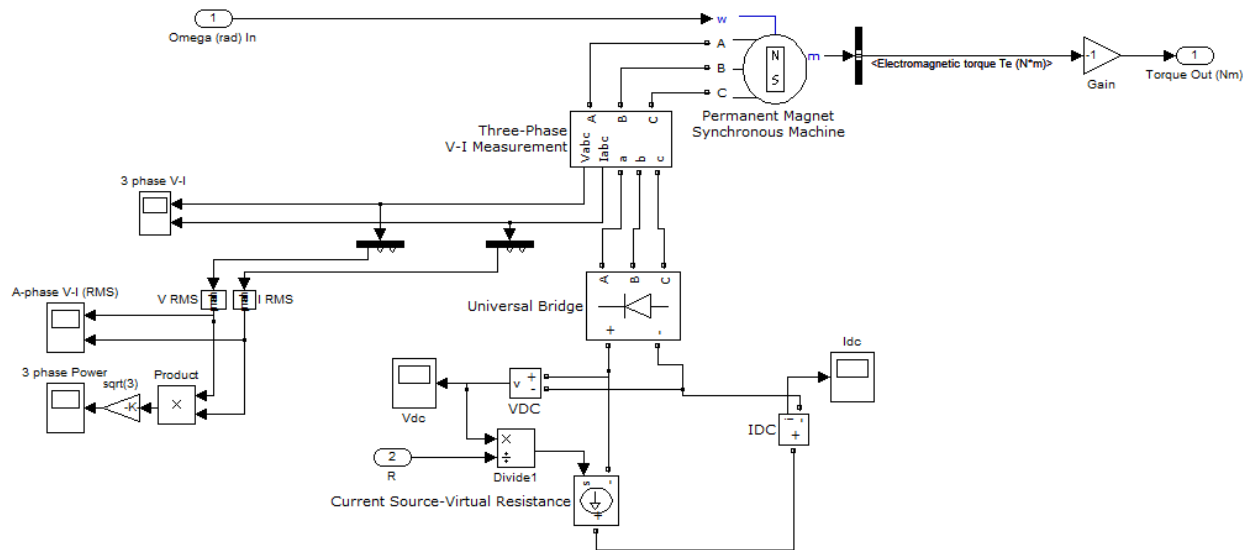 1
Omega (rad) In
w
A
B
C
N
S
m
<Electromagnetic torque Te (N*m)>
-1
Gain
1
Torque Out (Nm)
Permanent Magnet
Synchronous Machine
Three-Phase
V-I Measurement
A
B
C
Vabc
Iabc
a
b
c
3 phase V-I
A-phase V-I (RMS)
V RMS
I RMS
Universal Bridge
A
B
C
+
-
3 phase Power
sqrt(3)
-K-
Product
×
Vdc
v
+
-
VDC
Idc
i
-
+
IDC
2
R
×
÷
Divide1
s
-
+
Current Source-Virtual Resistance